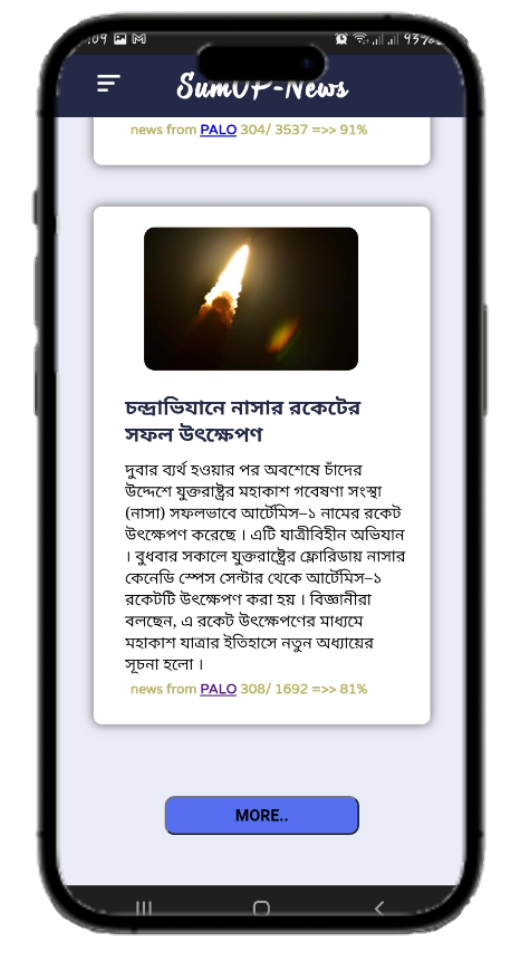 :09 93%
SumUP-News
news from PALO 304/ 3537 =>> 91%
চন্দ্রাভিযানে নাসার রকেটের
সফল উৎক্ষেপণ
দুবার ব্যর্থ হওয়ার পর অবশেষে চাঁদের
উদ্দেশে যুক্তরাষ্ট্রর মহাকাশ গবেষণা সংস্থা
(নাসা) সফলভাবে আর্টেমিস–১ নামের রকেট
উৎক্ষেপণ করেছে । এটি যাত্রীবিহীন অভিযান
। বুধবার সকালে যুক্তরাষ্ট্রের ফ্লোরিডায় নাসার
কেনেডি স্পেস সেন্টার থেকে আর্টেমিস–১
রকেটটি উৎক্ষেপণ করা হয় । বিজ্ঞানীরা
বলছেন, এ রকেট উৎক্ষেপণের মাধ্যমে
মহাকাশ যাত্রার ইতিহাসে নতুন অধ্যায়ের
সূচনা হলো ।
news from PALO 308/ 1692 =>> 81%
MORE..